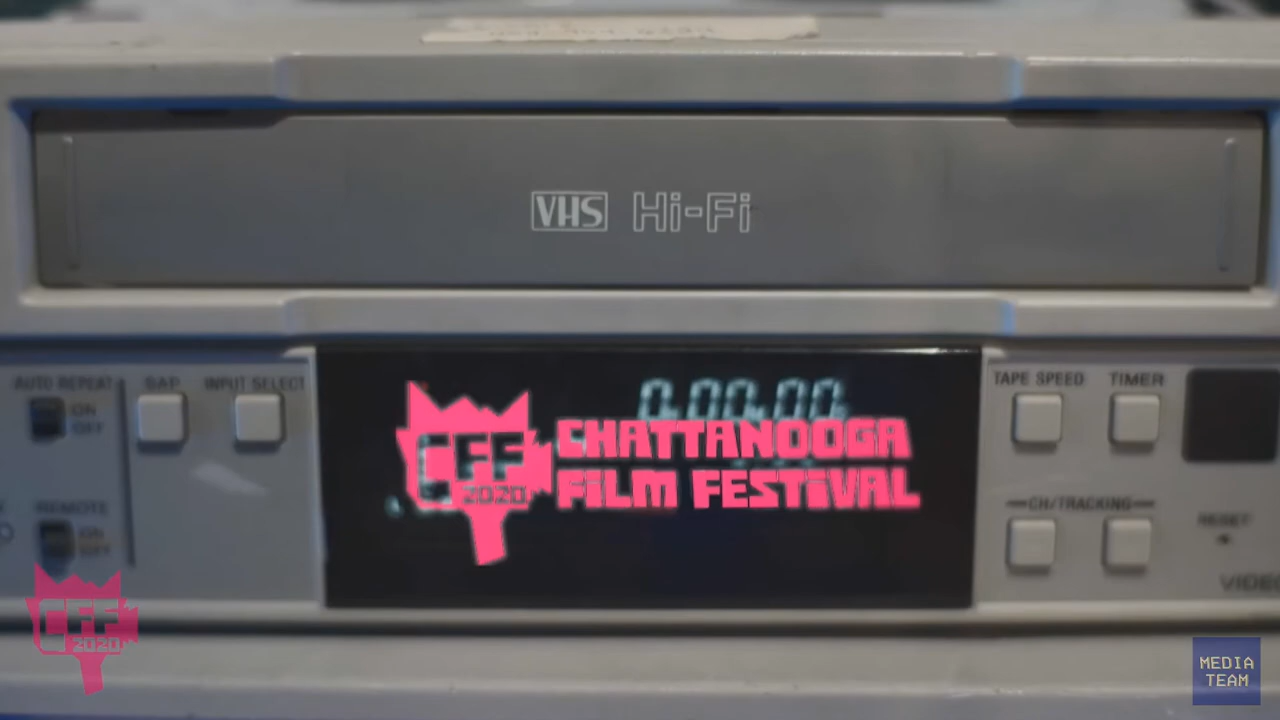 VHS Hi-Fi
AUTO REPEAT
ON
OFF
INPUT SELECT
0.00.00
TAPE SPEED
TIMER
CFF
2020
CHATTANOOGA
FILM FESTIVAL
REMOTE
ON
OFF
CH/TRACKING
RESET
CFF
2020
MEDIA
TEAM